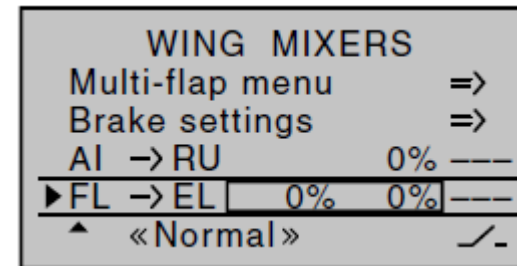 WING MIXERS
Multi-flap menu =>
Brake settings =>
AI –> RU 0% –––
▶FL –> EL 0% 0% –––
▲ «Normal»